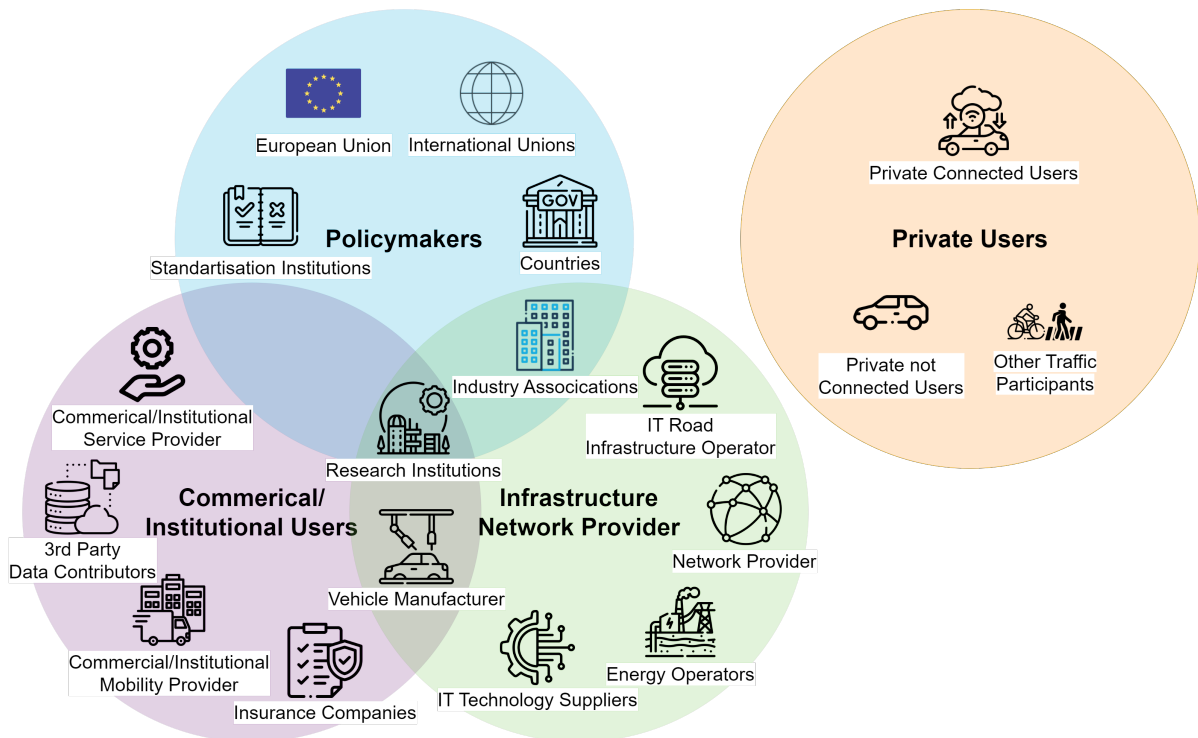 European Union
International Unions
GOV
Policymakers
Standartisation Institutions
Countries
Private Connected Users
Private Users
Private not
Connected Users
Other Traffic
Participants
Industry Assocications
Commerical/Institutional
Service Provider
IT Road
Infrastructure Operator
Research Institutions
Commerical/
Institutional Users
Infrastructure
Network Provider
3rd Party
Data Contributors
Network Provider
Vehicle Manufacturer
Commercial/Institutional
Mobility Provider
Insurance Companies
IT Technology Suppliers
Energy Operators